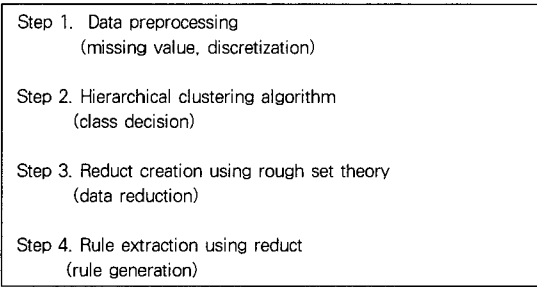 Step 1. Data preprocessing
(missing value, discretization)
Step 2. Hierarchical clustering algorithm
(class decision)
Step 3. Reduct creation using rough set theory
(data reduction)
Step 4. Rule extraction using reduct
(rule generation)